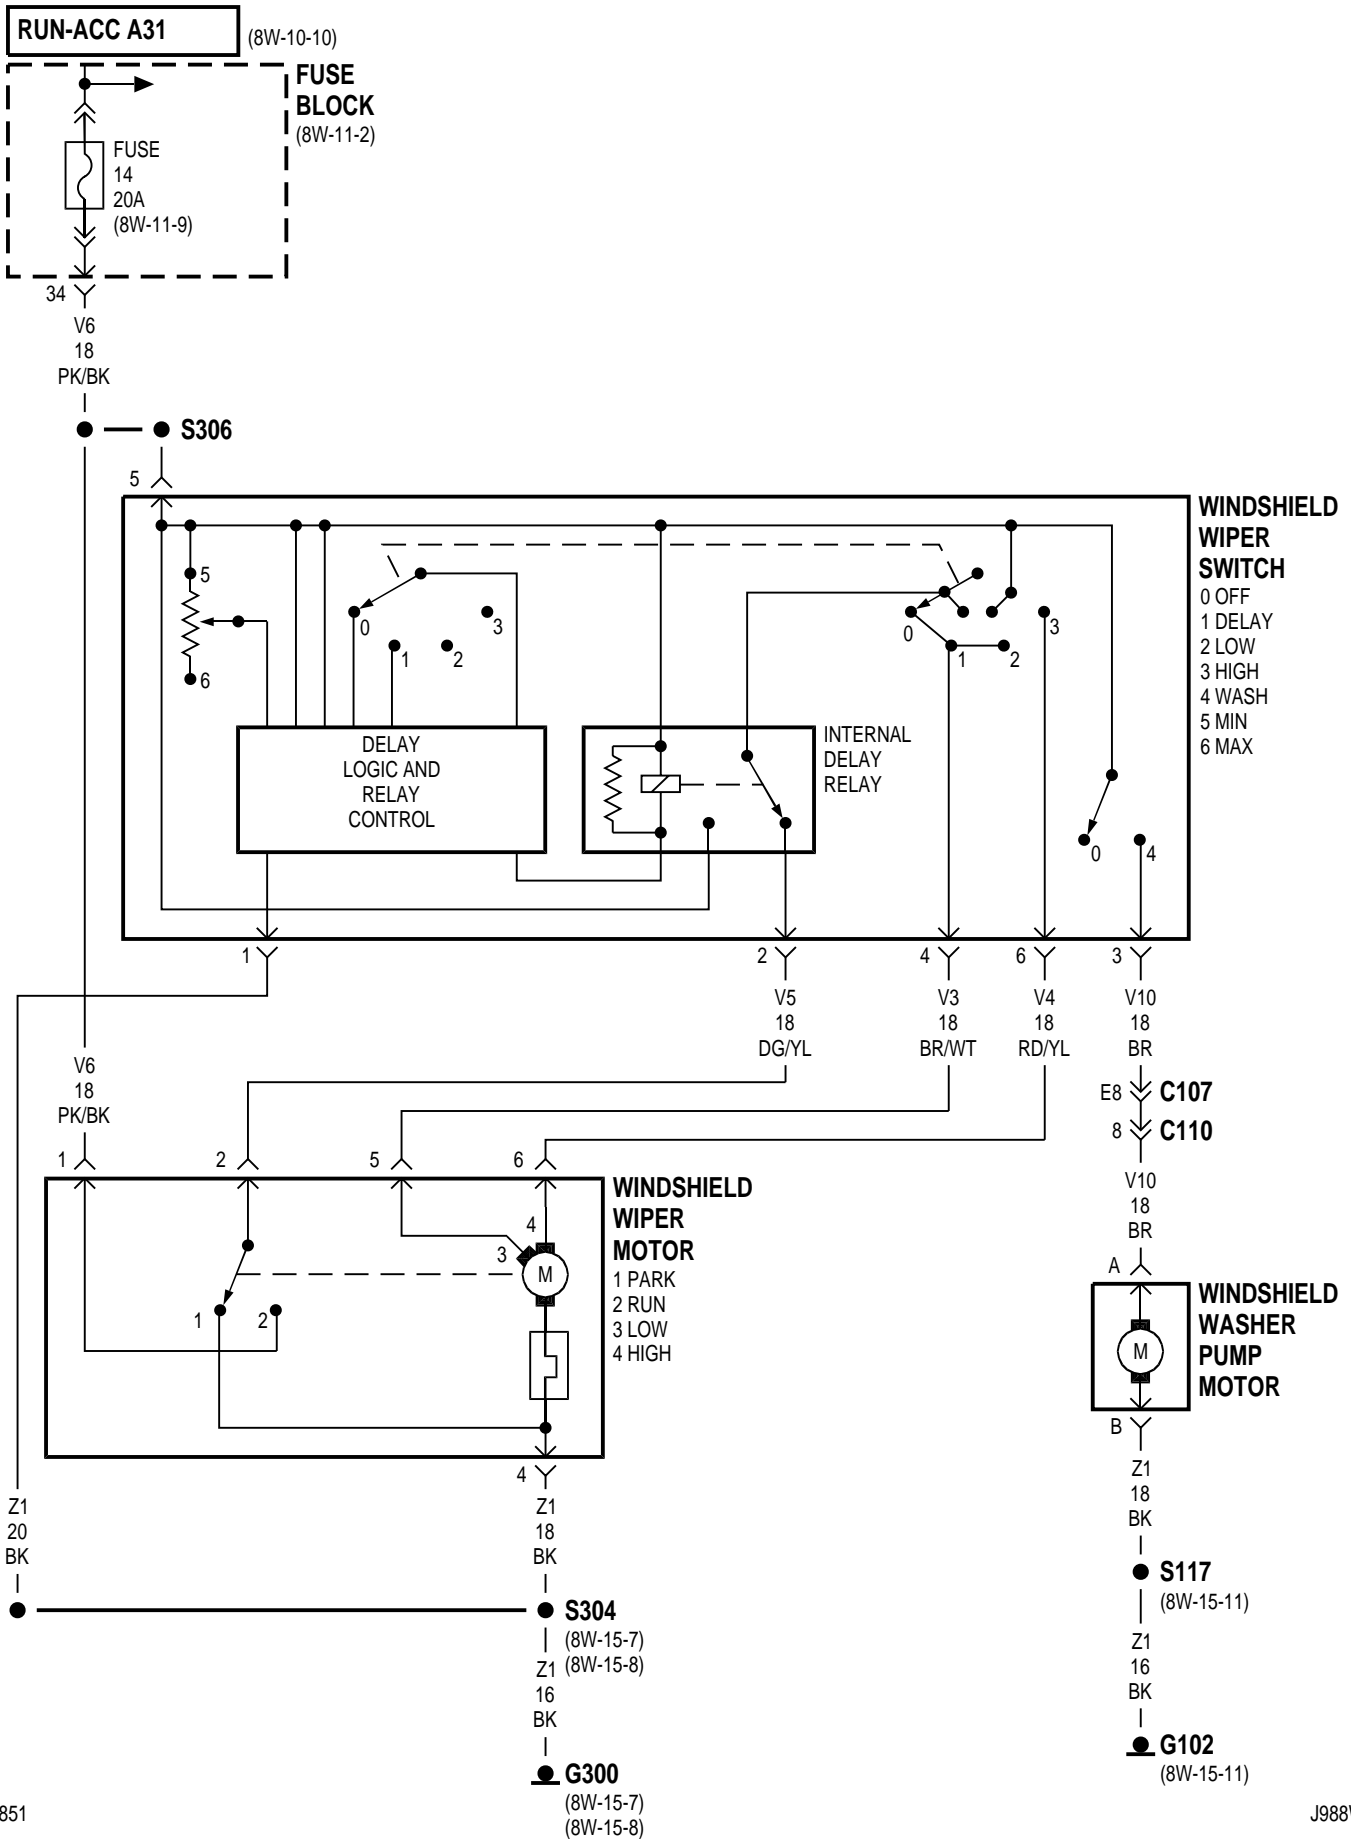 RUN-ACC A31
(8W-10-10)
FUSE
BLOCK
(8W-11-2)
FUSE
14
20A
(8W-11-9)
34
V6
18
PK/BK
S306
5
WINDSHIELD
WIPER
SWITCH
0 OFF
1 DELAY
2 LOW
3 HIGH
4 WASH
5 MIN
6 MAX
5
6
0
1
2
3
0
1
2
3
DELAY
LOGIC AND
RELAY
CONTROL
INTERNAL
DELAY
RELAY
0
4
1
2
4
6
3
V5
18
DG/YL
V3
18
BR/WT
V4
18
RD/YL
V10
18
BR
V6
18
PK/BK
E8
C107
8
C110
V10
18
BR
1
2
5
6
WINDSHIELD
WIPER
MOTOR
1 PARK
2 RUN
3 LOW
4 HIGH
4
3
M
1
2
4
A
WINDSHIELD
WASHER
PUMP
MOTOR
M
B
Z1
18
BK
Z1
20
BK
Z1
18
BK
S304
(8W-15-7)
(8W-15-8)
Z1
16
BK
G300
(8W-15-7)
(8W-15-8)
S117
(8W-15-11)
Z1
16
BK
G102
(8W-15-11)
851
J988